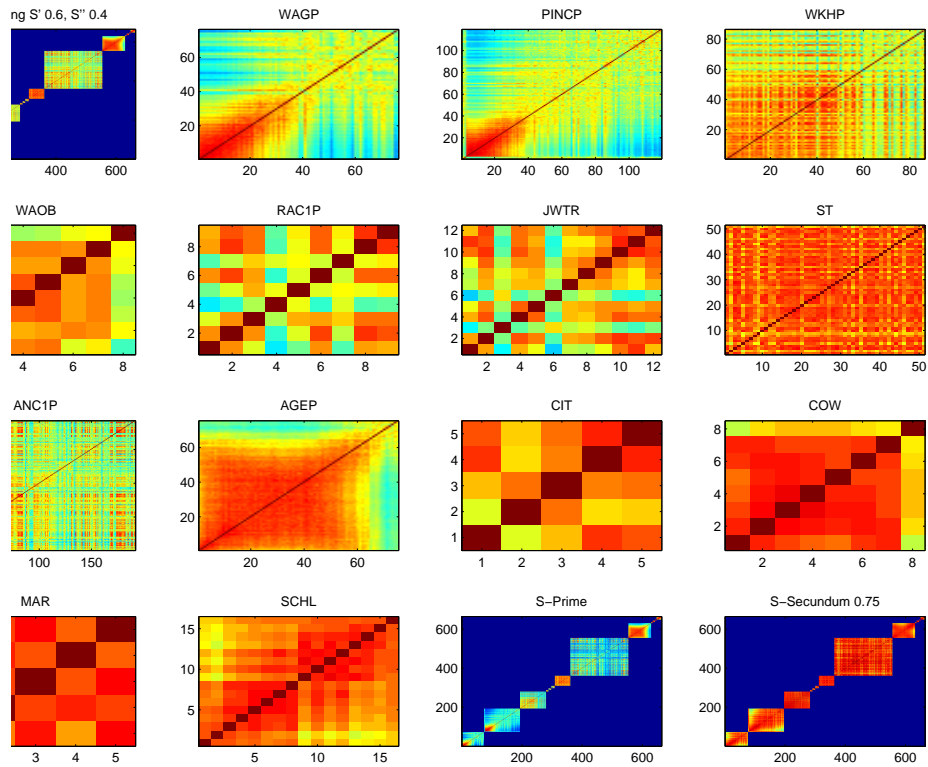 ng S' 0.6, S'' 0.4 WAGP PINCP WKHP
20 40 60 20 40 60 80 100 120 20 40 60 80
400 600 20 40 60 20 40 60 80 100 20 40 60 80
WAOB RAC1P JWTR ST
2 4 6 8 2 4 6 8 10 12 10 20 30 40 50
4 6 8 2 4 6 8 2 4 6 8 10 12 10 20 30 40 50
ANC1P AGEP CIT COW
20 40 60 1 2 3 4 5 2 4 6 8
100 150 20 40 60 1 2 3 4 5 2 4 6 8
MAR SCHL S-Prime S-Secundum 0.75
5 10 15 200 400 600 200 400 600
3 4 5 5 10 15 200 400 600 200 400 600